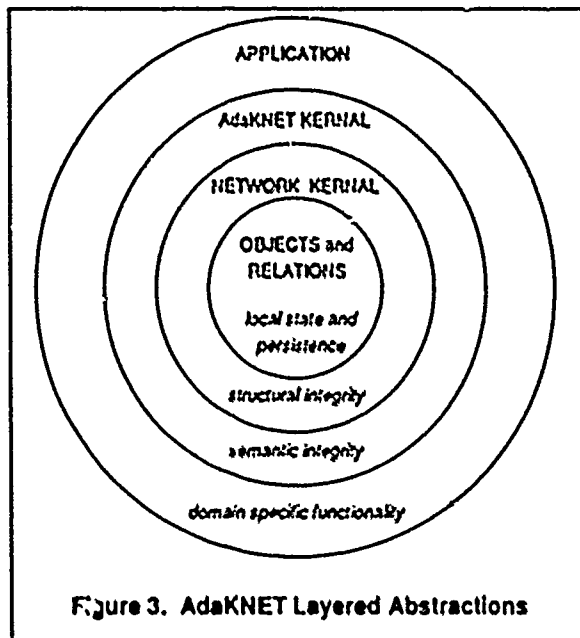 APPLICATION
AdaKNET KERNAL
NETWORK KERNAL
OBJECTS and
RELATIONS
local state and
persistence
structural integrity
semantic integrity
domain specific functionality
Figure 3. AdaKNET Layered Abstractions